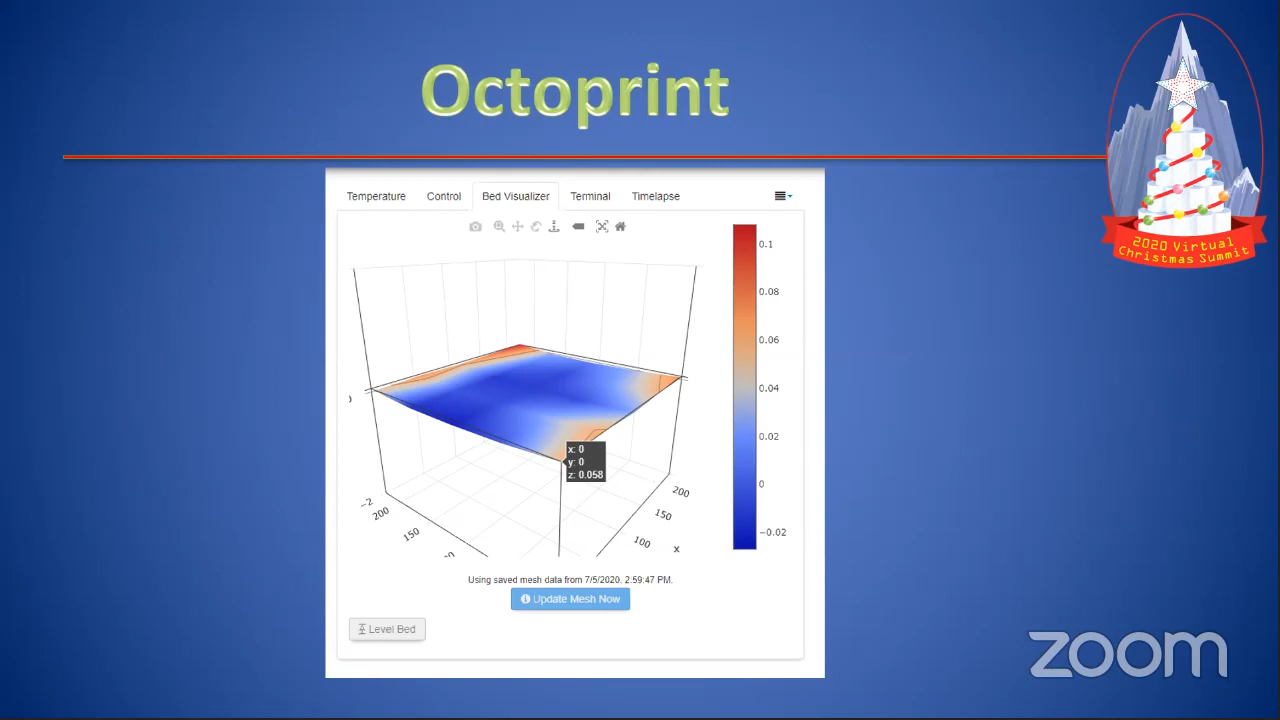 Octoprint
2020 Virtual
Christmas Summit
Temperature Control Bed Visualizer Terminal Timelapse
0.1
0.08
0.06
0.04
0.02
0
−0.02
x: 0
y: 0
z: 0.058
−2
200
150
200
150
100
x
Using saved mesh data from 7/5/2020, 2:59:47 PM.
Update Mesh Now
Level Bed
zoom